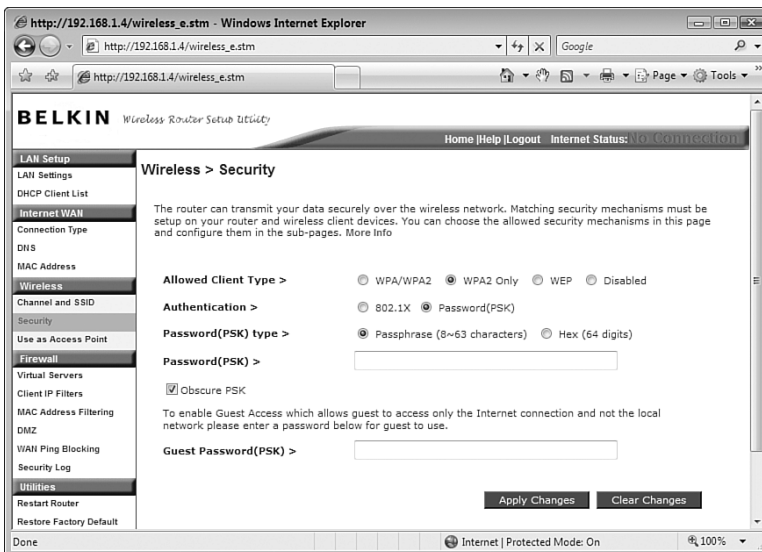 http://192.168.1.4/wireless_e.stm - Windows Internet Explorer
http://192.168.1.4/wireless_e.stm
Google
http://192.168.1.4/wireless_e.stm
Page
Tools
BELKIN Wireless Router Setup Utility
Home |Help |Logout Internet Status: No Connection
LAN Setup
LAN Settings
DHCP Client List
Internet WAN
Connection Type
DNS
MAC Address
Wireless
Channel and SSID
Security
Use as Access Point
Firewall
Virtual Servers
Client IP Filters
MAC Address Filtering
DMZ
WAN Ping Blocking
Security Log
Utilities
Restart Router
Restore Factory Default
Wireless > Security
The router can transmit your data securely over the wireless network. Matching security mechanisms must be
setup on your router and wireless client devices. You can choose the allowed security mechanisms in this page
and configure them in the sub-pages. More Info
Allowed Client Type > WPA/WPA2 WPA2 Only WEP Disabled
Authentication > 802.1X Password(PSK)
Password(PSK) type > Passphrase (8~63 characters) Hex (64 digits)
Password(PSK) >
Obscure PSK
To enable Guest Access which allows guest to access only the Internet connection and not the local
network please enter a password below for guest to use.
Guest Password(PSK) >
Apply Changes Clear Changes
Done Internet | Protected Mode: On 100%